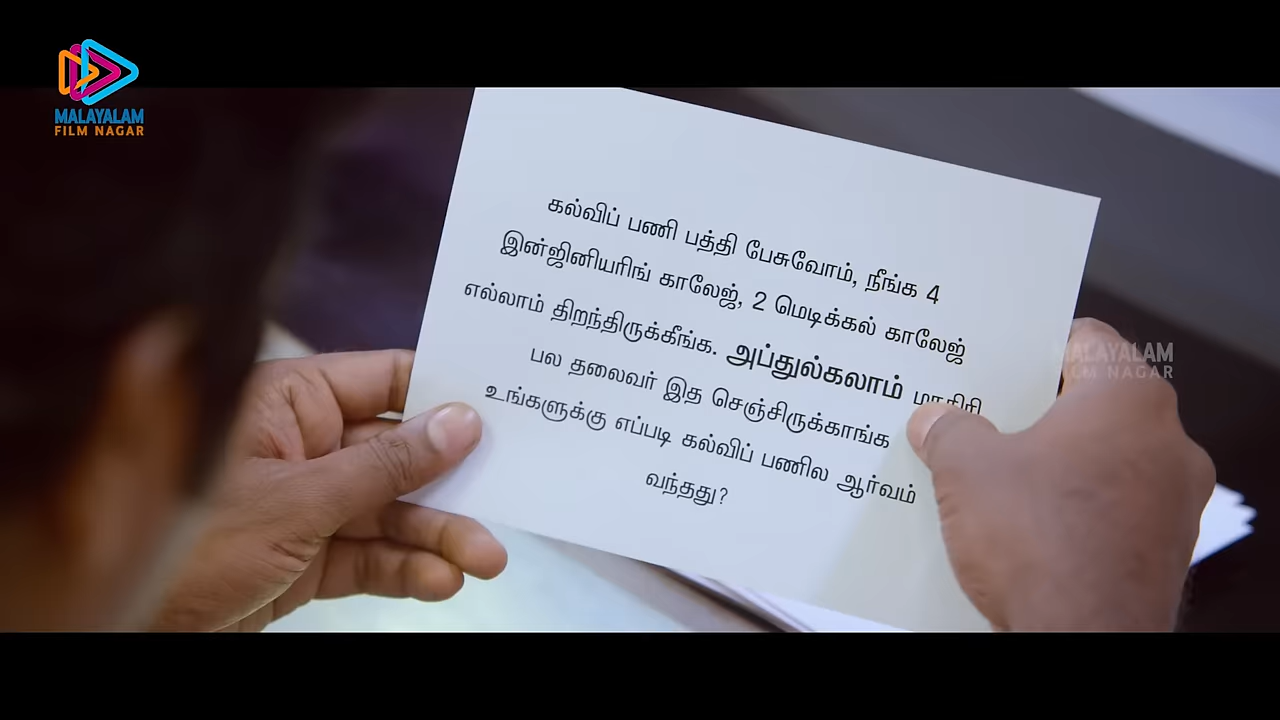 MALAYALAM
FILM NAGAR
கல்விப் பணி பத்தி பேசுவோம், நீங்க 4
இன்ஜினியரிங் காலேஜ், 2 மெடிக்கல் காலேஜ்
எல்லாம் திறந்திருக்கீங்க. அப்துல்கலாம்
பல தலைவர் இத செஞ்சிருக்காங்க
உங்களுக்கு எப்படி கல்விப் பணில ஆர்வம்
வந்தது?
MALAYALAM
FILM NAGAR